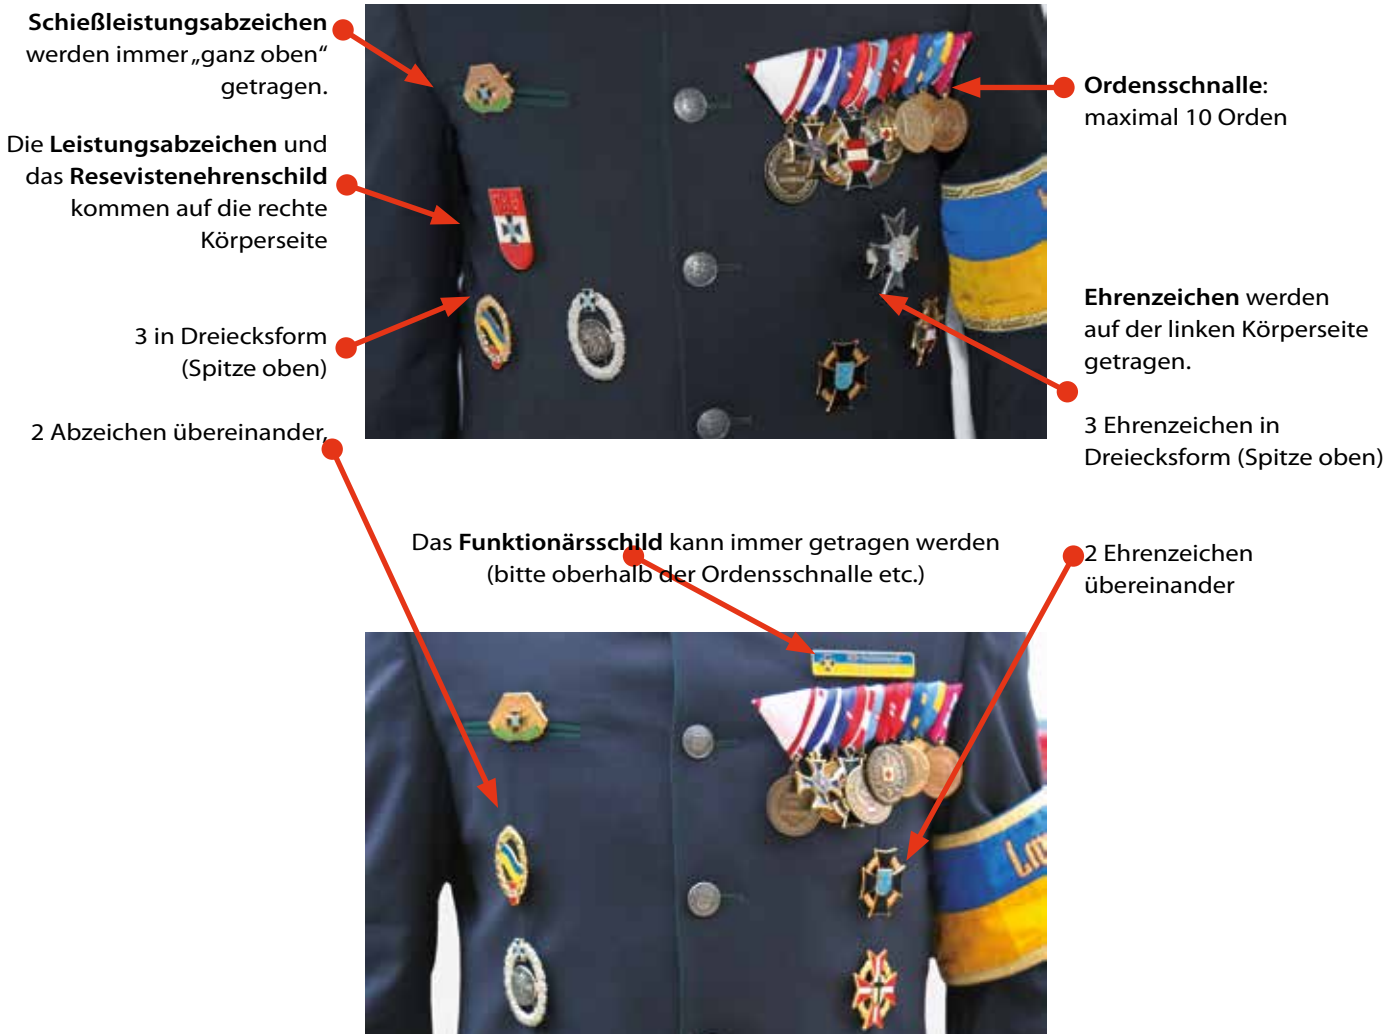 Schießleistungsabzeichen
werden immer „ganz oben“
getragen.
Die Leistungsabzeichen und
das Resevistenehrenschild
kommen auf die rechte
Körperseite
3 in Dreiecksform
(Spitze oben)
2 Abzeichen übereinander,
Ordensschnalle:
maximal 10 Orden
Ehrenzeichen werden
auf der linken Körperseite
getragen.
3 Ehrenzeichen in
Dreiecksform (Spitze oben)
Das Funktionärsschild kann immer getragen werden
(bitte oberhalb der Ordensschnalle etc.)
2 Ehrenzeichen
übereinander